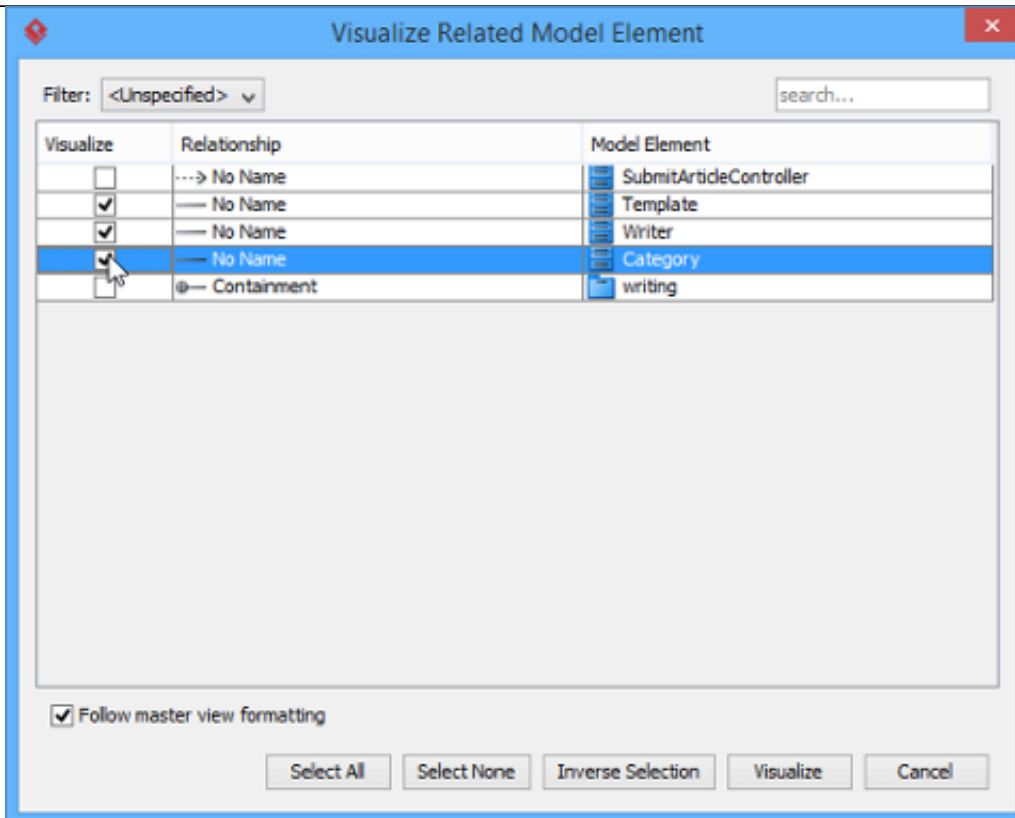 Visualize Related Model Element
Filter: <Unspecified> search...
Visualize Relationship Model Element
No Name SubmitArticleController
No Name Template
No Name Writer
No Name Category
Containment writing
Follow master view formatting
Select All Select None Inverse Selection Visualize Cancel